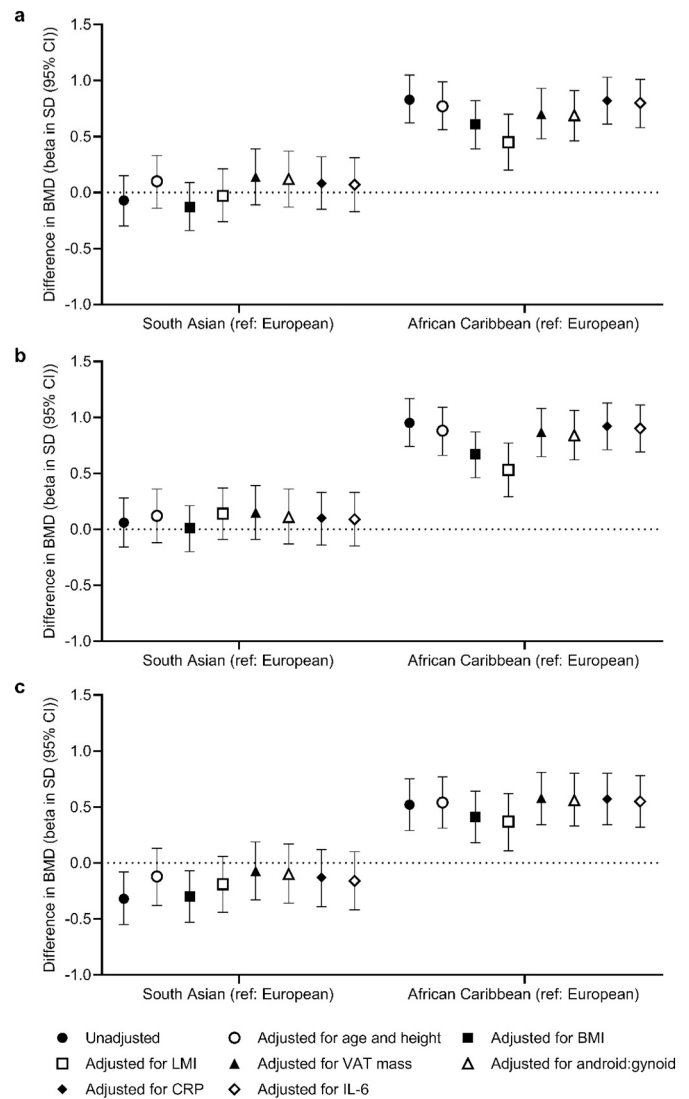 a
Difference in BMD (beta in SD (95% CI))
1.5
1.0
0.5
0.0
-0.5
-1.0
South Asian (ref: European) African Caribbean (ref: European)
b
Difference in BMD (beta in SD (95% CI))
1.5
1.0
0.5
0.0
-0.5
-1.0
South Asian (ref: European) African Caribbean (ref: European)
c
Difference in BMD (beta in SD (95% CI))
1.5
1.0
0.5
0.0
-0.5
-1.0
South Asian (ref: European) African Caribbean (ref: European)
Unadjusted Adjusted for age and height Adjusted for BMI
Adjusted for LMI Adjusted for VAT mass Adjusted for android:gynoid
Adjusted for CRP Adjusted for IL-6